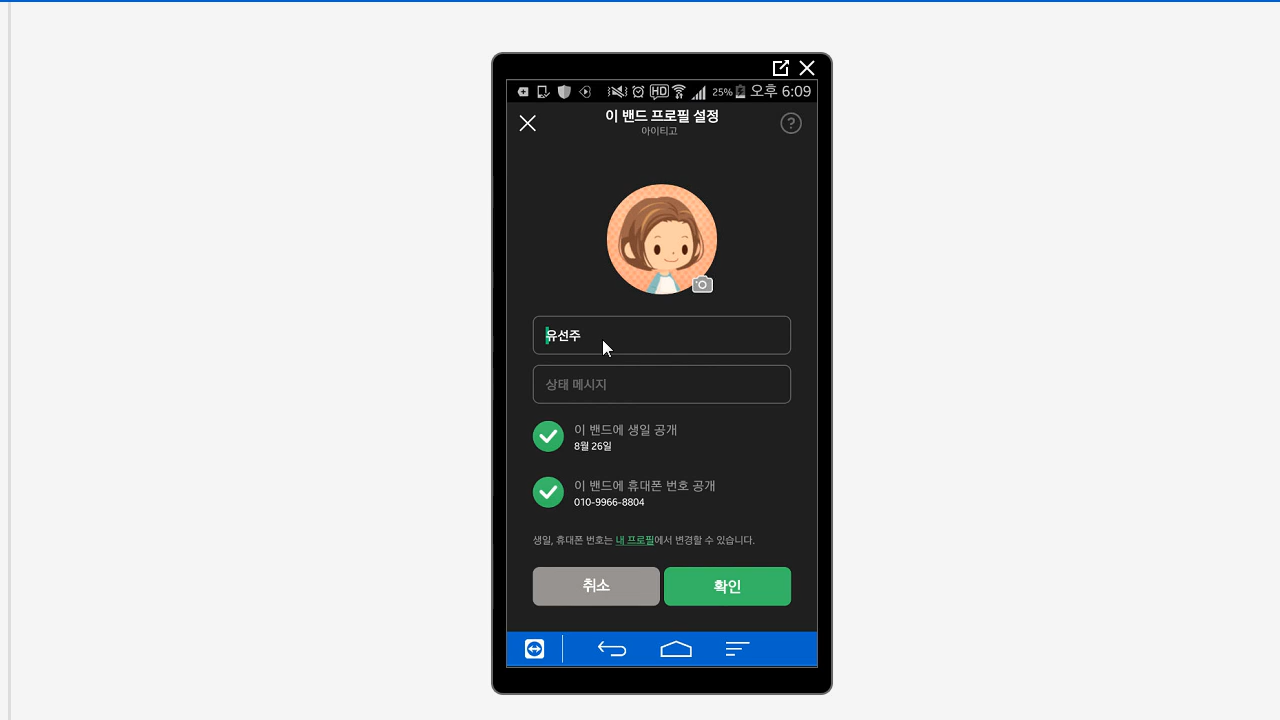 HD 25% 오후 6:09
이 밴드 프로필 설정
아이티고
유선주
상태 메시지
이 밴드에 생일 공개
8월 26일
이 밴드에 휴대폰 번호 공개
010-9966-8804
생일, 휴대폰 번호는 내 프로필에서 변경할 수 있습니다.
취소 확인